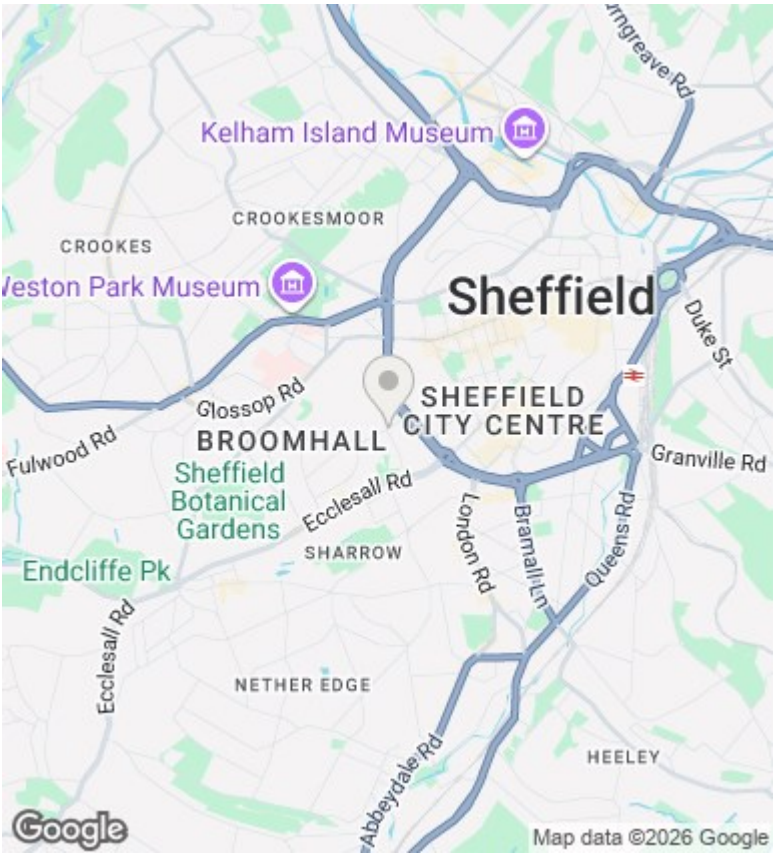 urngreave Rd
Kelham Island Museum
CROOKESMOOR
CROOKES
Weston Park Museum
Sheffield
Duke St
Glossop Rd
SHEFFIELD
CITY CENTRE
Fulwood Rd
BROOMHALL
Granville Rd
Sheffield
Botanical
Gardens
Ecclesall Rd
London Rd
Bramall Ln
Queens Rd
SHARROW
Endcliffe Pk
Ecclesall Rd
NETHER EDGE
Abbeydale Rd
HEELEY
Google
Map data ©2026 Google